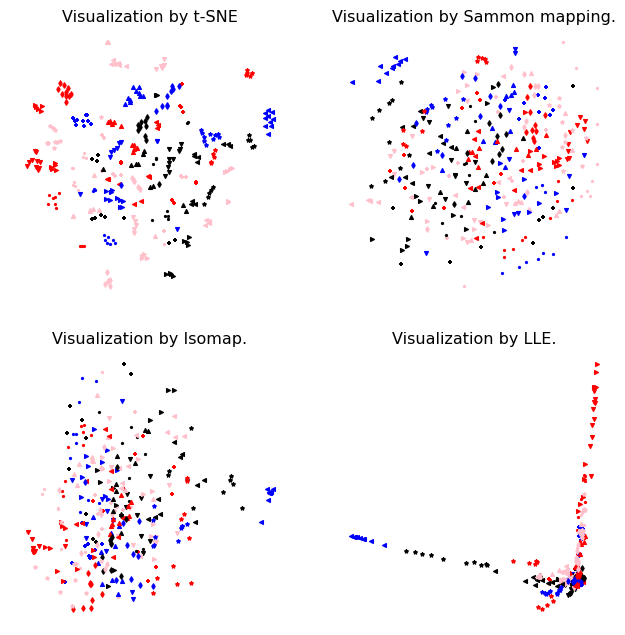 Visualization by t-SNE
Visualization by Sammon mapping.
Visualization by Isomap.
Visualization by LLE.